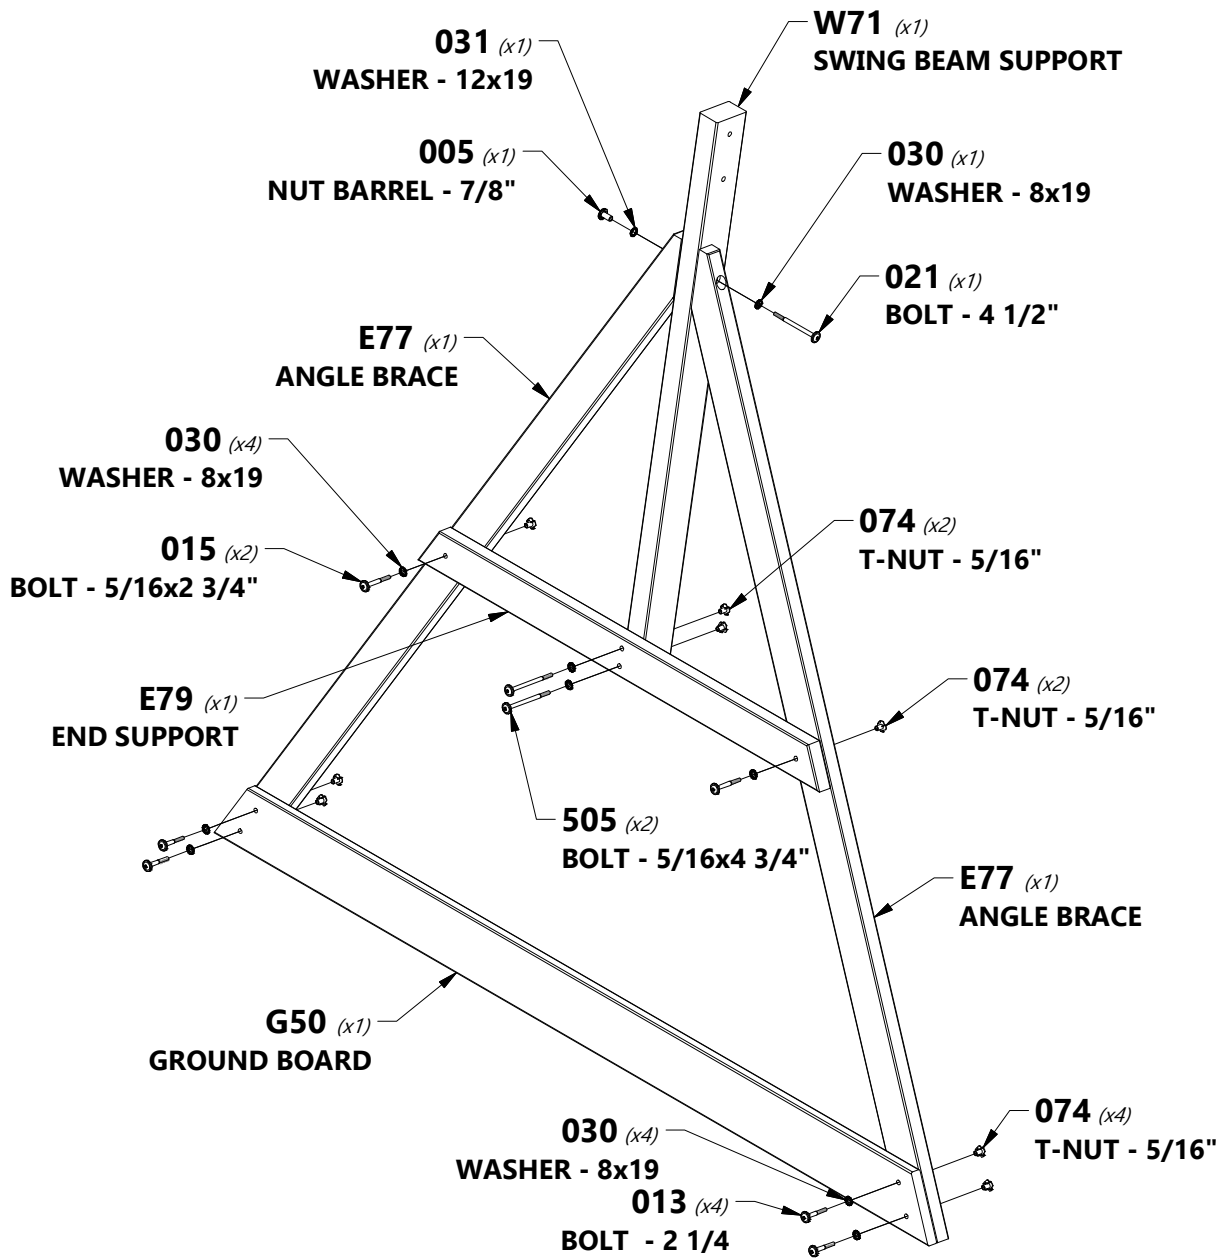 W71 (x1)
SWING BEAM SUPPORT
031 (x1)
WASHER - 12x19
005 (x1)
NUT BARREL - 7/8"
030 (x1)
WASHER - 8x19
021 (x1)
BOLT - 4 1/2"
E77 (x1)
ANGLE BRACE
030 (x4)
WASHER - 8x19
015 (x2)
BOLT - 5/16x2 3/4"
074 (x2)
T-NUT - 5/16"
E79 (x1)
END SUPPORT
074 (x2)
T-NUT - 5/16"
505 (x2)
BOLT - 5/16x4 3/4"
E77 (x1)
ANGLE BRACE
G50 (x1)
GROUND BOARD
074 (x4)
T-NUT - 5/16"
030 (x4)
WASHER - 8x19
013 (x4)
BOLT - 2 1/4